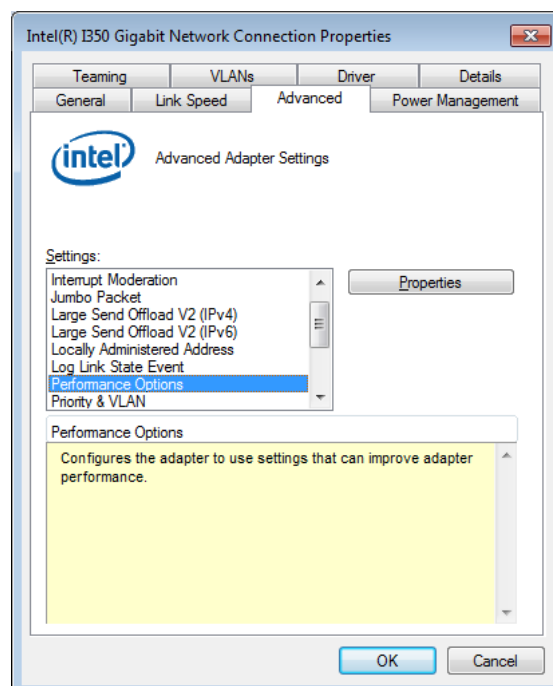 Intel(R) I350 Gigabit Network Connection Properties
Teaming VLANs Driver Details
General Link Speed Advanced Power Management
intel Advanced Adapter Settings
Settings:
Interrupt Moderation
Properties
Jumbo Packet
Large Send Offload V2 (IPv4)
Large Send Offload V2 (IPv6)
Locally Administered Address
Log Link State Event
Performance Options
Priority & VLAN
Performance Options
Configures the adapter to use settings that can improve adapter
performance.
OK Cancel